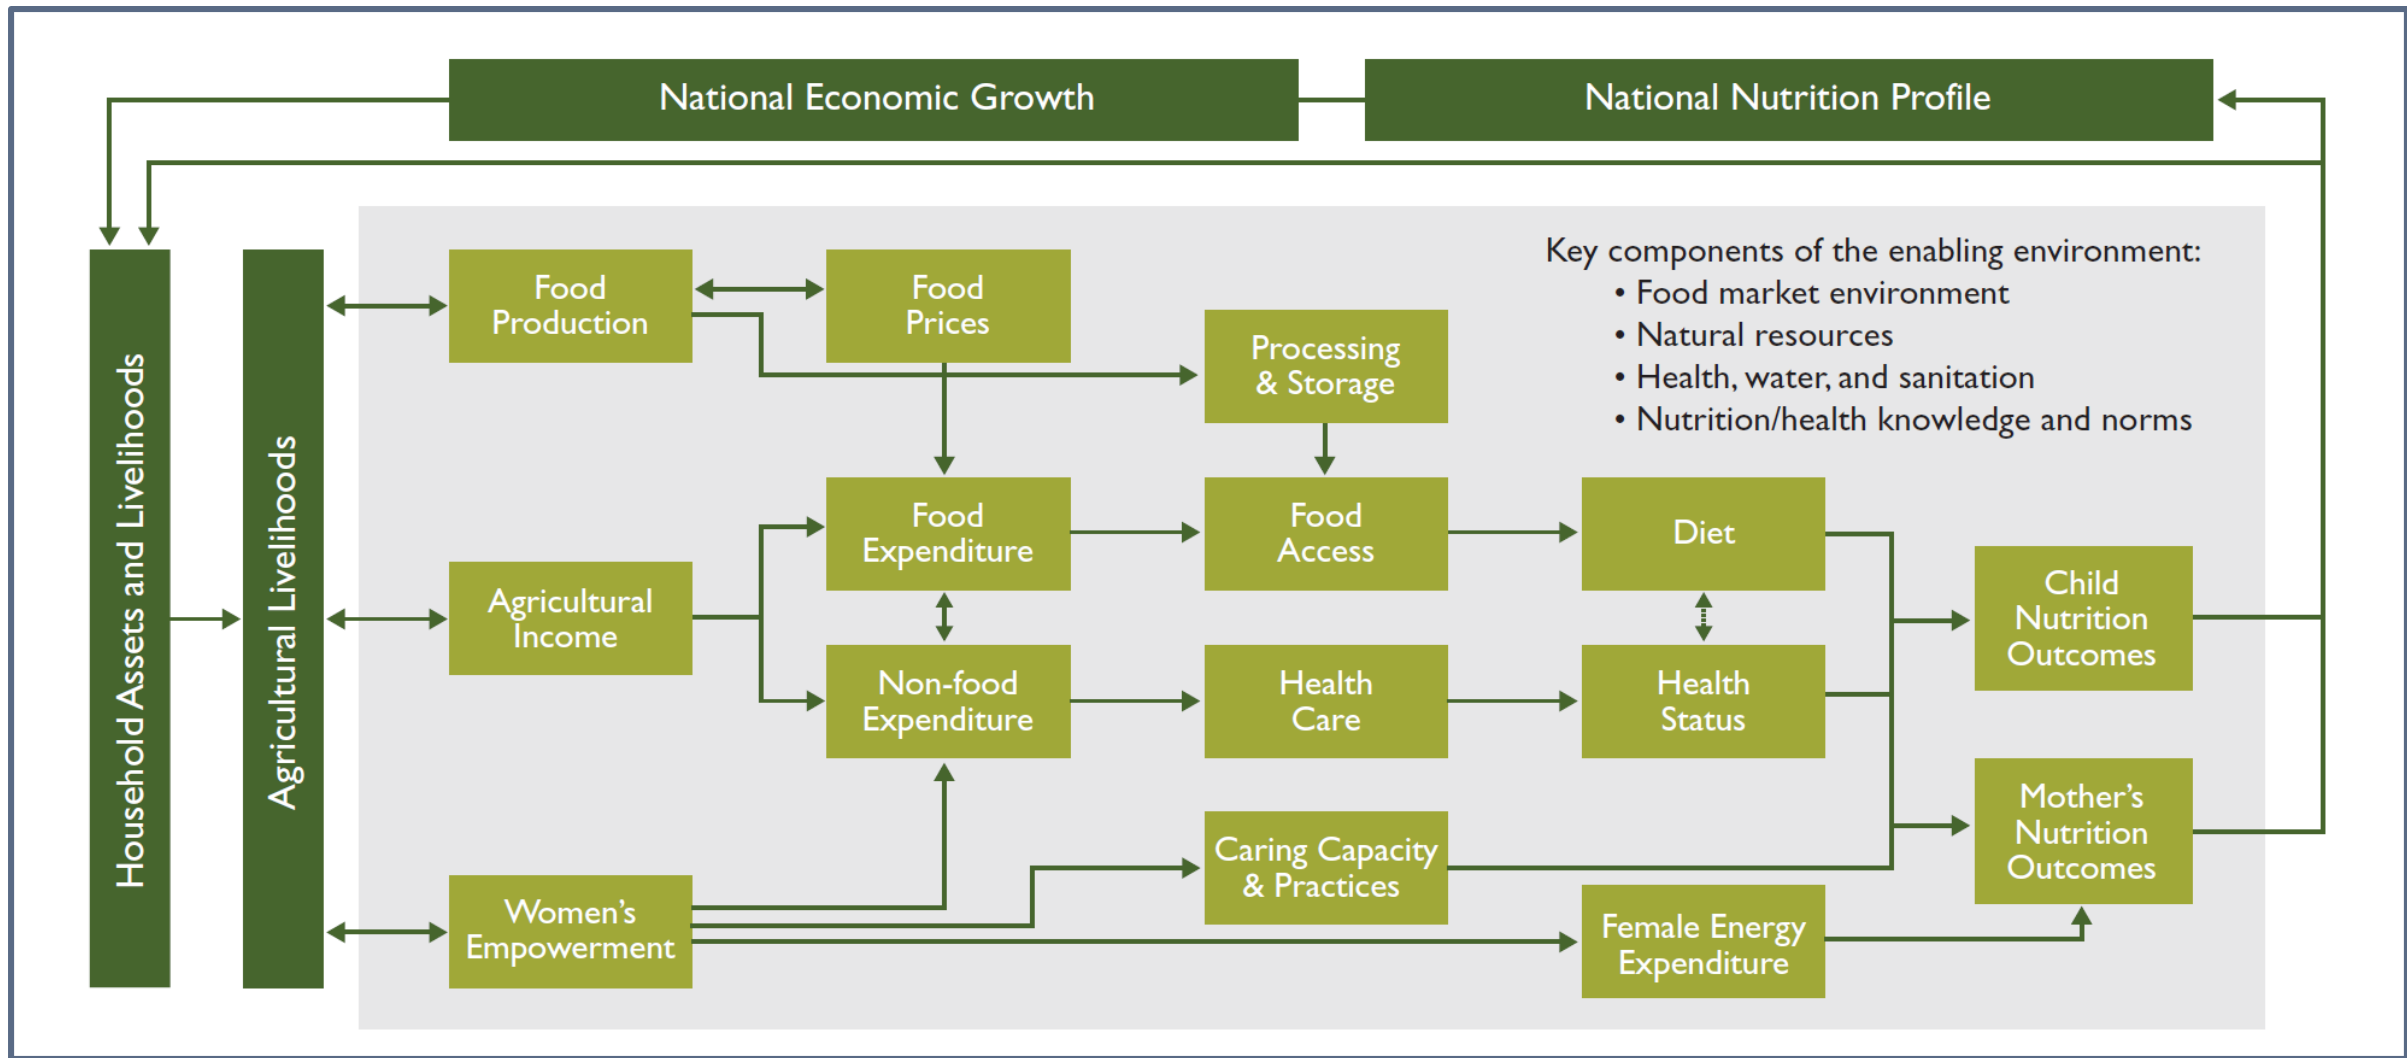 National Economic Growth
National Nutrition Profile
Household Assets and Livelihoods
Agricultural Livelihoods
Food
Production
Food
Prices
Processing
& Storage
Key components of the enabling environment:
• Food market environment
• Natural resources
• Health, water, and sanitation
• Nutrition/health knowledge and norms
Agricultural
Income
Food
Expenditure
Food
Access
Diet
Child
Nutrition
Outcomes
Non-food
Expenditure
Health
Care
Health
Status
Women’s
Empowerment
Caring Capacity
& Practices
Female Energy
Expenditure
Mother’s
Nutrition
Outcomes